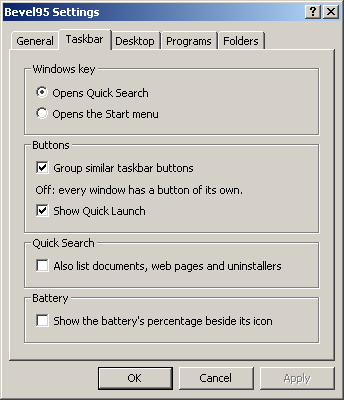 Bevel95 Settings
General Taskbar Desktop Programs Folders
Windows key
Opens Quick Search
Opens the Start menu
Buttons
Group similar taskbar buttons
Off: every window has a button of its own.
Show Quick Launch
Quick Search
Also list documents, web pages and uninstallers
Battery
Show the battery's percentage beside its icon
OK Cancel Apply